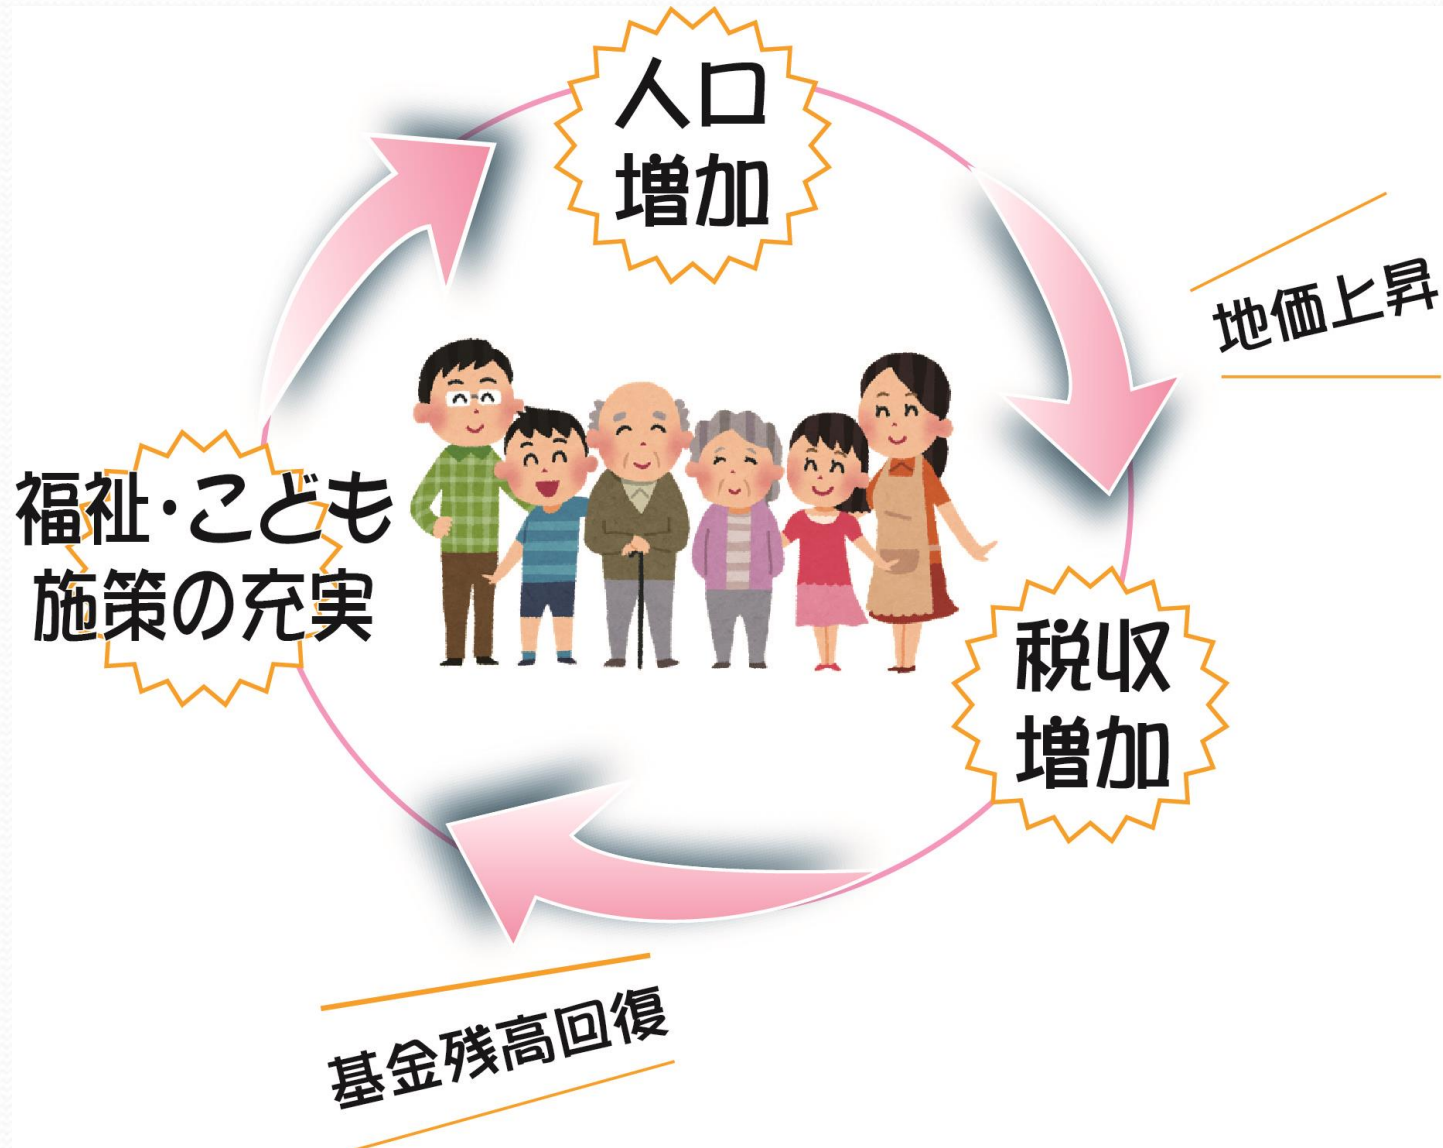 人口
増加
地価上昇
福祉・こども
施策の充実
税収
増加
基金残高回復